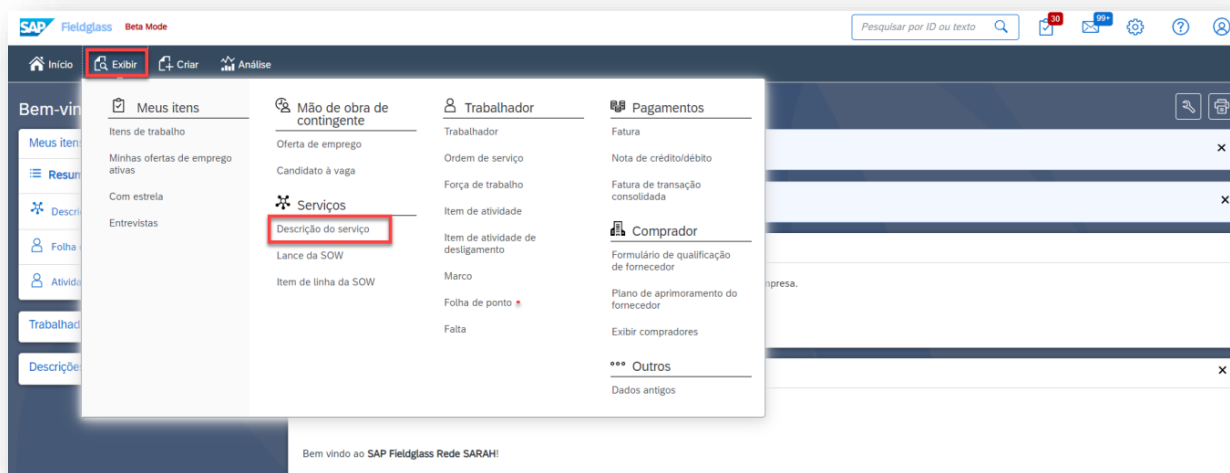 SAP Fieldglass Beta Mode
Pesquisar por ID ou texto
30
99+
Início Exibir Criar Análise
Bem-vin
Meus iten
Resum
Descri
Folha
Ativida
Trabalhad
Descriçõe
Meus itens
Itens de trabalho
Minhas ofertas de emprego
ativas
Com estrela
Entrevistas
Mão de obra de
contingente
Oferta de emprego
Candidato à vaga
Serviços
Descrição do serviço
Lance da SOW
Item de linha da SOW
Trabalhador
Trabalhador
Ordem de serviço
Força de trabalho
Item de atividade
Item de atividade de
desligamento
Marco
Folha de ponto
Falta
Pagamentos
Fatura
Nota de crédito/débito
Fatura de transação
consolidada
Comprador
Formulário de qualificação
de fornecedor
Plano de aprimoramento do
fornecedor
Exibir compradores
Outros
Dados antigos
mpresa.
Bem vindo ao SAP Fieldglass Rede SARAH!